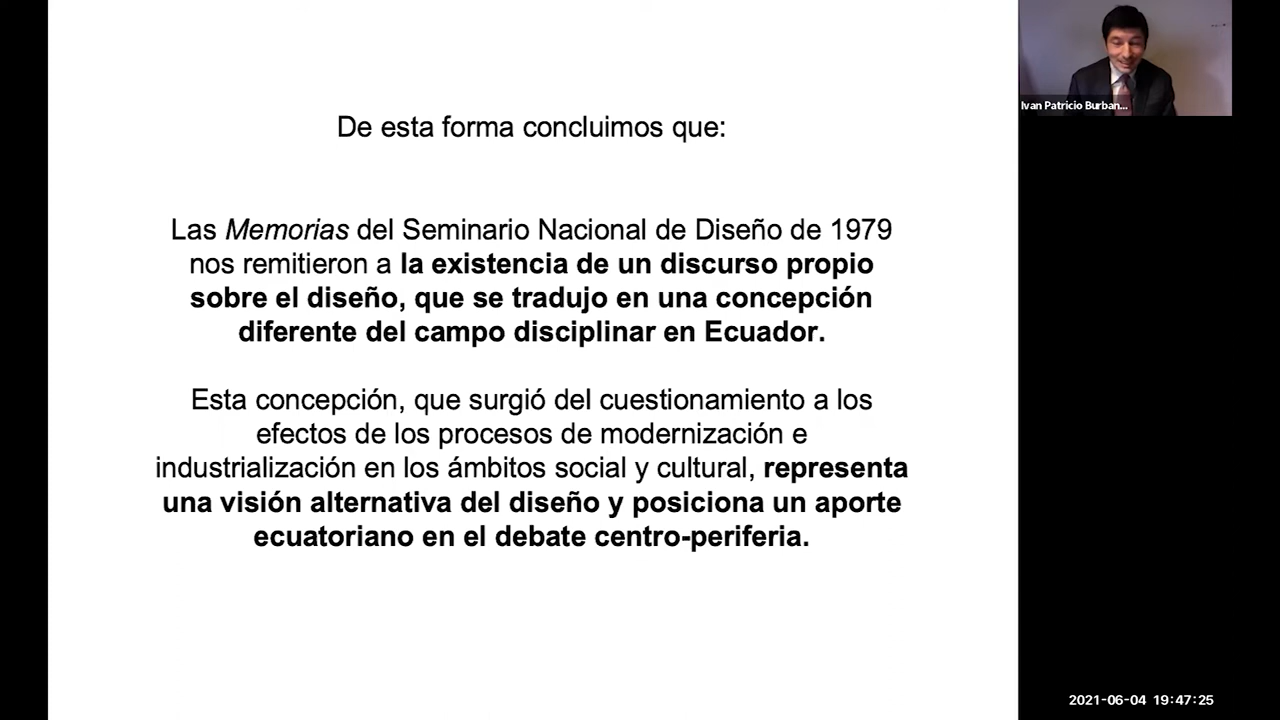 De esta forma concluimos que:
Las Memorias del Seminario Nacional de Diseño de 1979
nos remitieron a la existencia de un discurso propio
sobre el diseño, que se tradujo en una concepción
diferente del campo disciplinar en Ecuador.
Esta concepción, que surgió del cuestionamiento a los
efectos de los procesos de modernización e
industrialización en los ámbitos social y cultural, representa
una visión alternativa del diseño y posiciona un aporte
ecuatoriano en el debate centro-periferia.
Ivan Patricio Burban...
2021-06-04 19:47:25